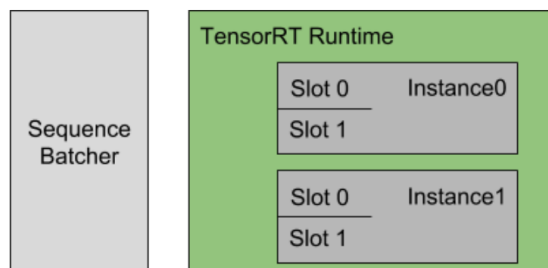 Sequence
Batcher
TensorRT Runtime
Slot 0 Instance0
Slot 1
Slot 0 Instance1
Slot 1